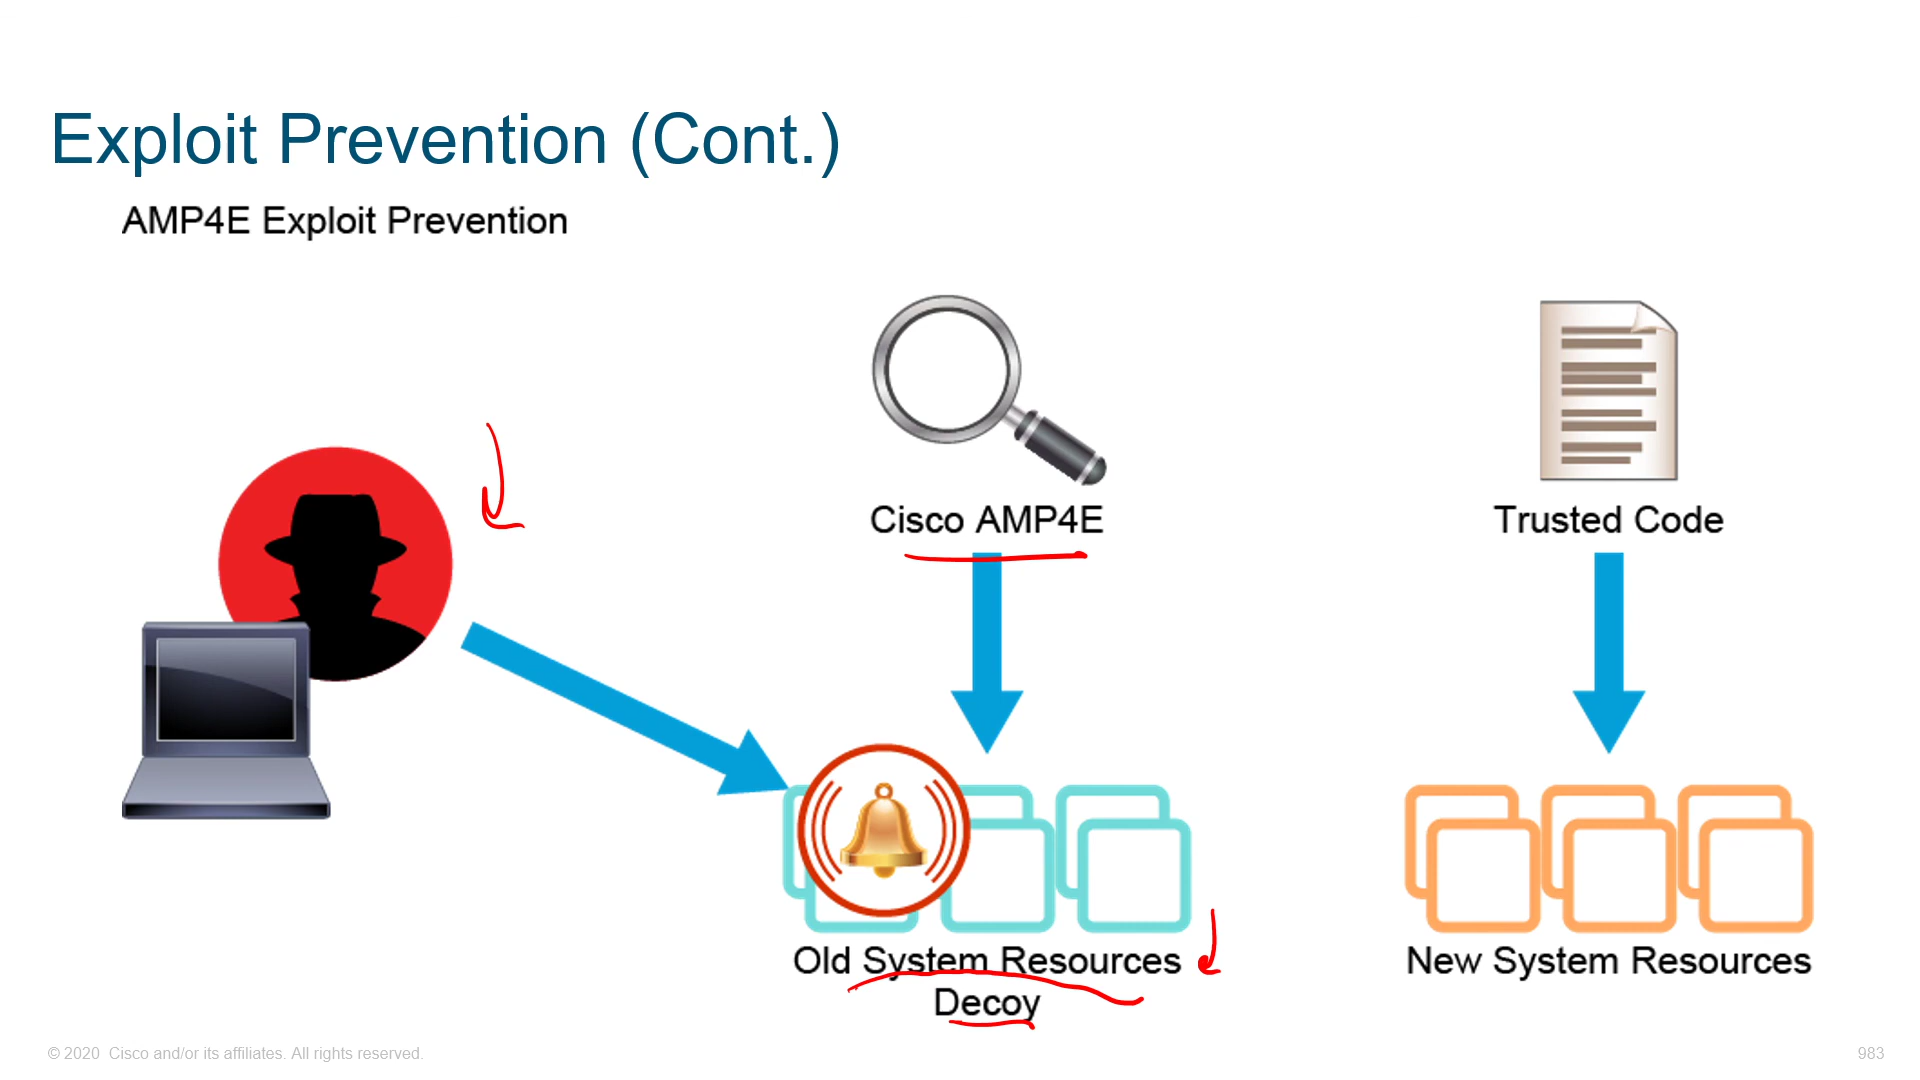 Exploit Prevention (Cont.)
AMP4E Exploit Prevention
Cisco AMP4E
Trusted Code
Old System Resources
Decoy
New System Resources
© 2020 Cisco and/or its affiliates. All rights reserved.
983